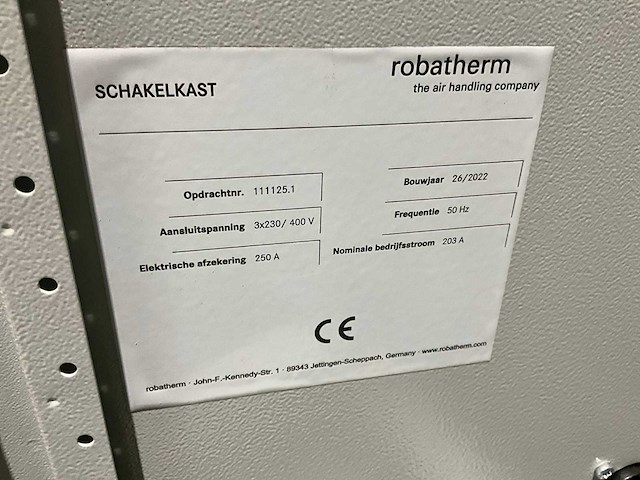 SCHAKELKAST
robatherm
the air handling company
Opdrachtnr. 111125.1
Bouwjaar 26/2022
Aansluitspanning 3x230/ 400 V
Frequentie 50 Hz
Elektrische afzekering 250 A
Nominale bedrijfsstroom 203 A
CE
robatherm · John-F.-Kennedy-Str. 1 · 89343 Jettingen-Scheppach, Germany · www.robatherm.com